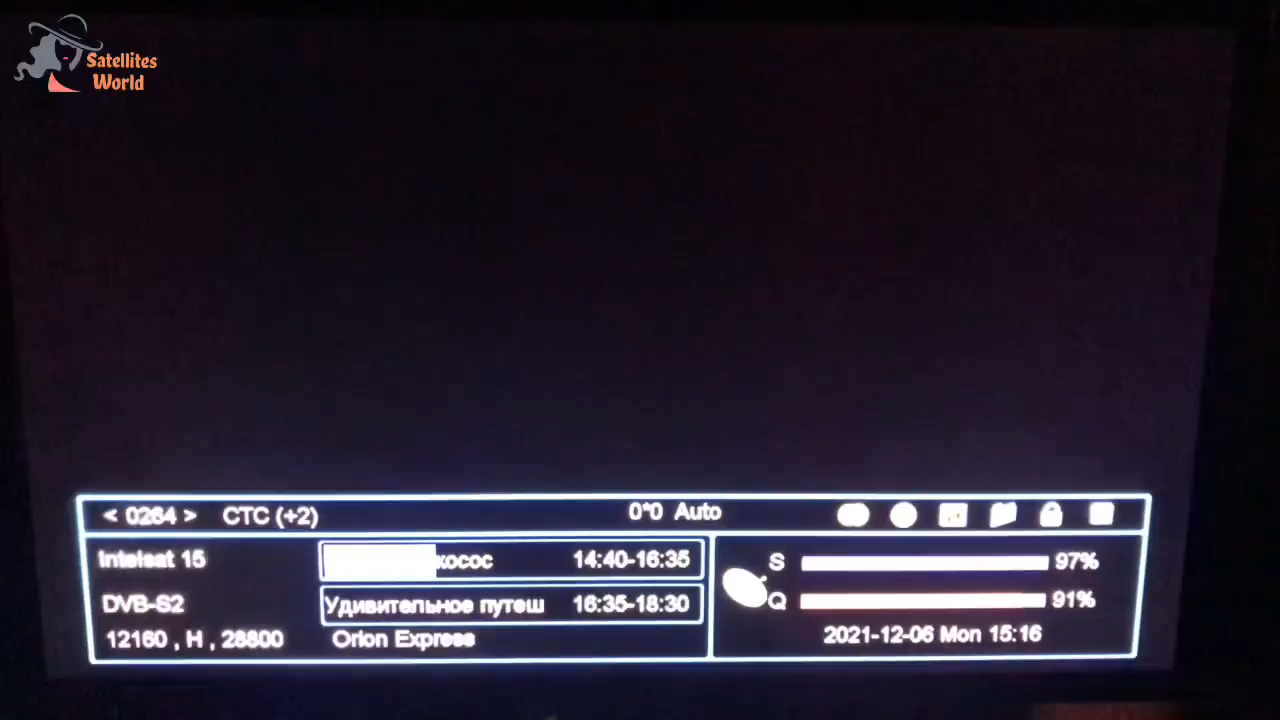 Satellites
World
< 0264 > СТС (+2) 0*0 Auto
Intelsat 15 косос 14:40-16:35 S 97%
DVB-S2 Удивительное путеш 16:35-18:30 Q 91%
12160 , H , 28800 Orion Express 2021-12-06 Mon 15:16